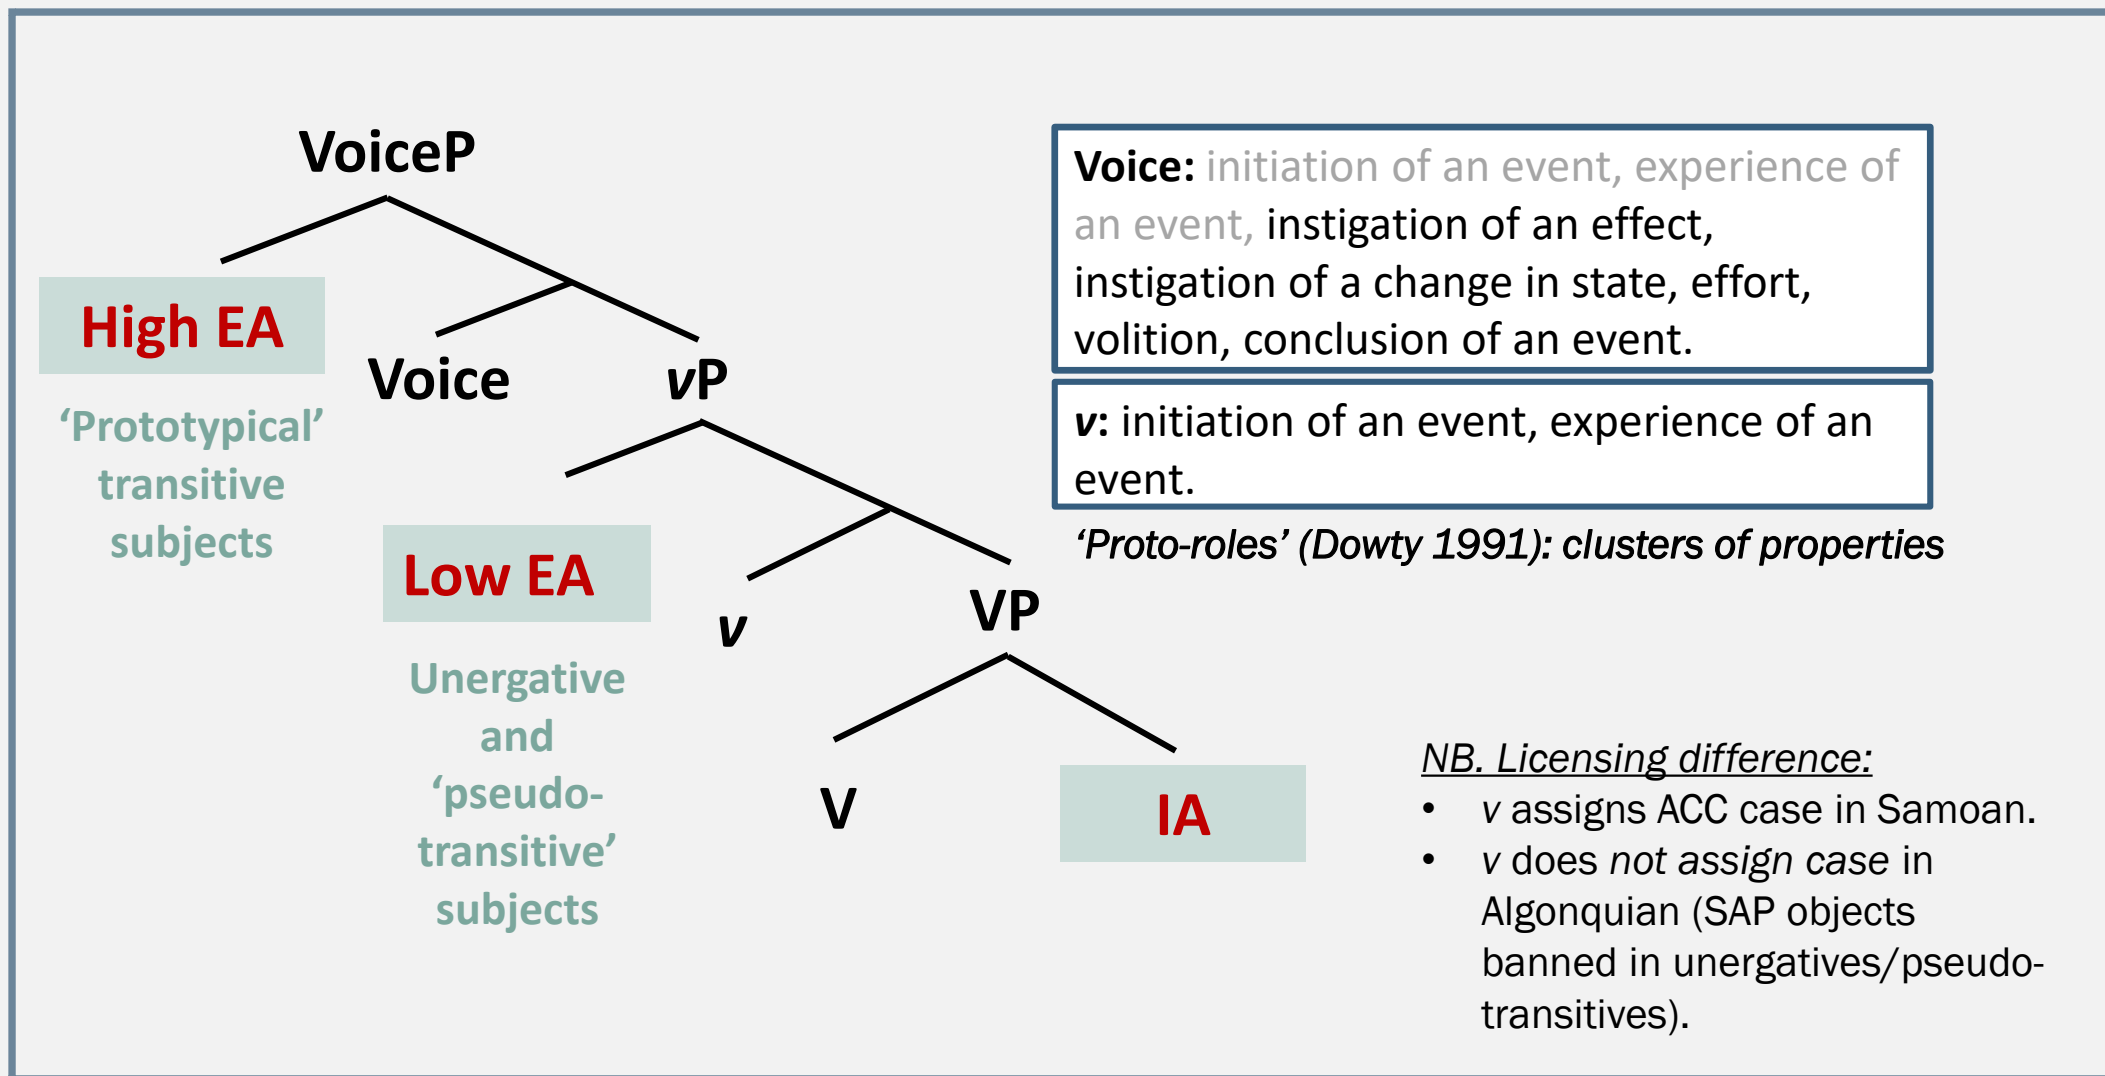 VoiceP
High EA
‘Prototypical’
transitive
subjects
Voice
vP
Low EA
Unergative
and
‘pseudo-
transitive’
subjects
v
VP
V
IA
Voice: initiation of an event, experience of
an event, instigation of an effect,
instigation of a change in state, effort,
volition, conclusion of an event.
v: initiation of an event, experience of an
event.
‘Proto-roles’ (Dowty 1991): clusters of properties
NB. Licensing difference:
• v assigns ACC case in Samoan.
• v does not assign case in
Algonquian (SAP objects
banned in unergatives/pseudo-
transitives).